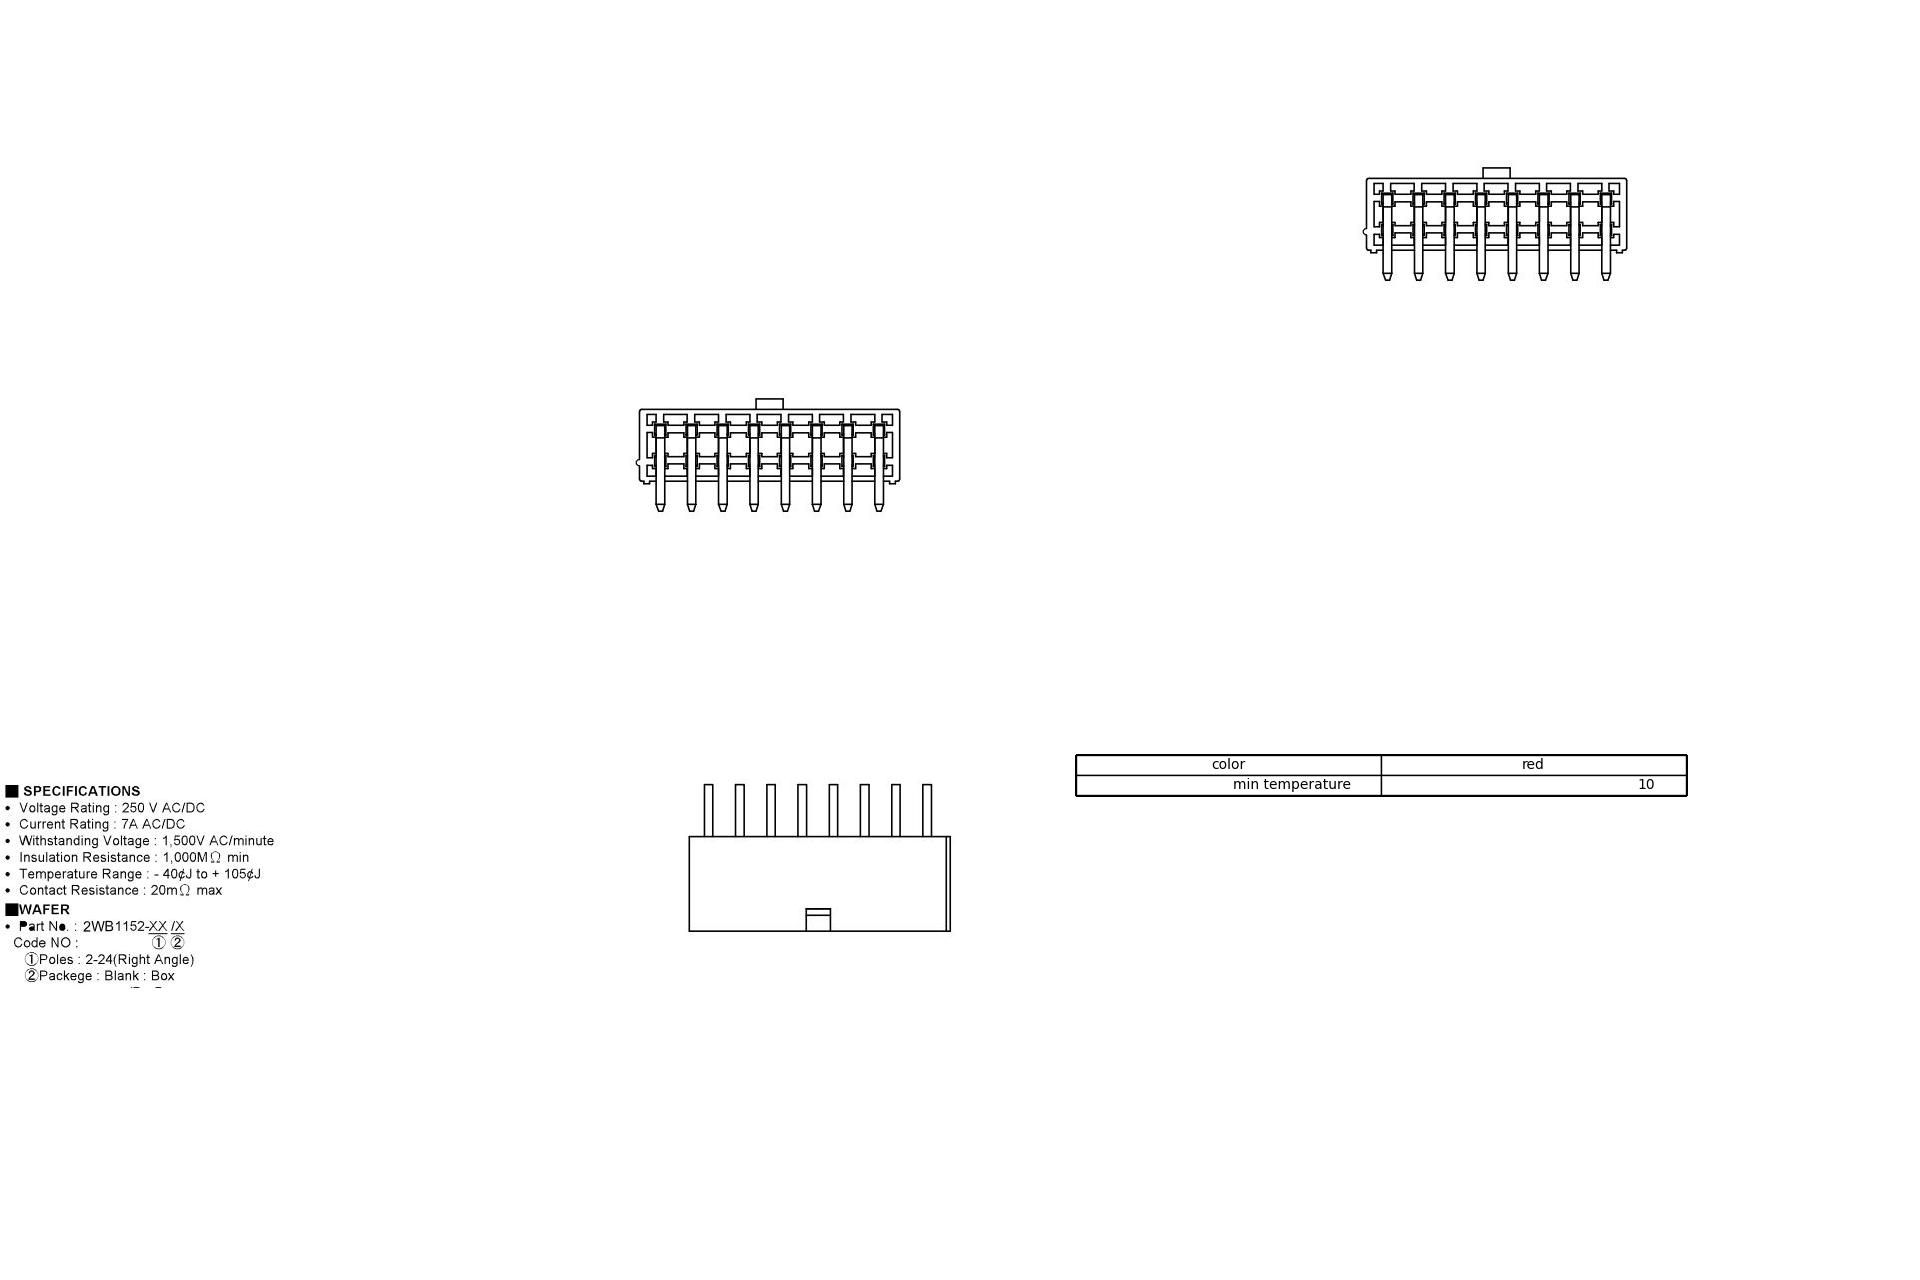 ■ SPECIFICATIONS
• Voltage Rating : 250 V AC/DC
• Current Rating : 7A AC/DC
• Withstanding Voltage : 1,500V AC/minute
• Insulation Resistance : 1,000MΩ min
• Temperature Range : - 40¢J to + 105¢J
• Contact Resistance : 20mΩ max
■WAFER
• Part No. : 2WB1152-XX /X
Code NO : ① ②
①Poles : 2-24(Right Angle)
②Packege : Blank : Box
color red
min temperature 10